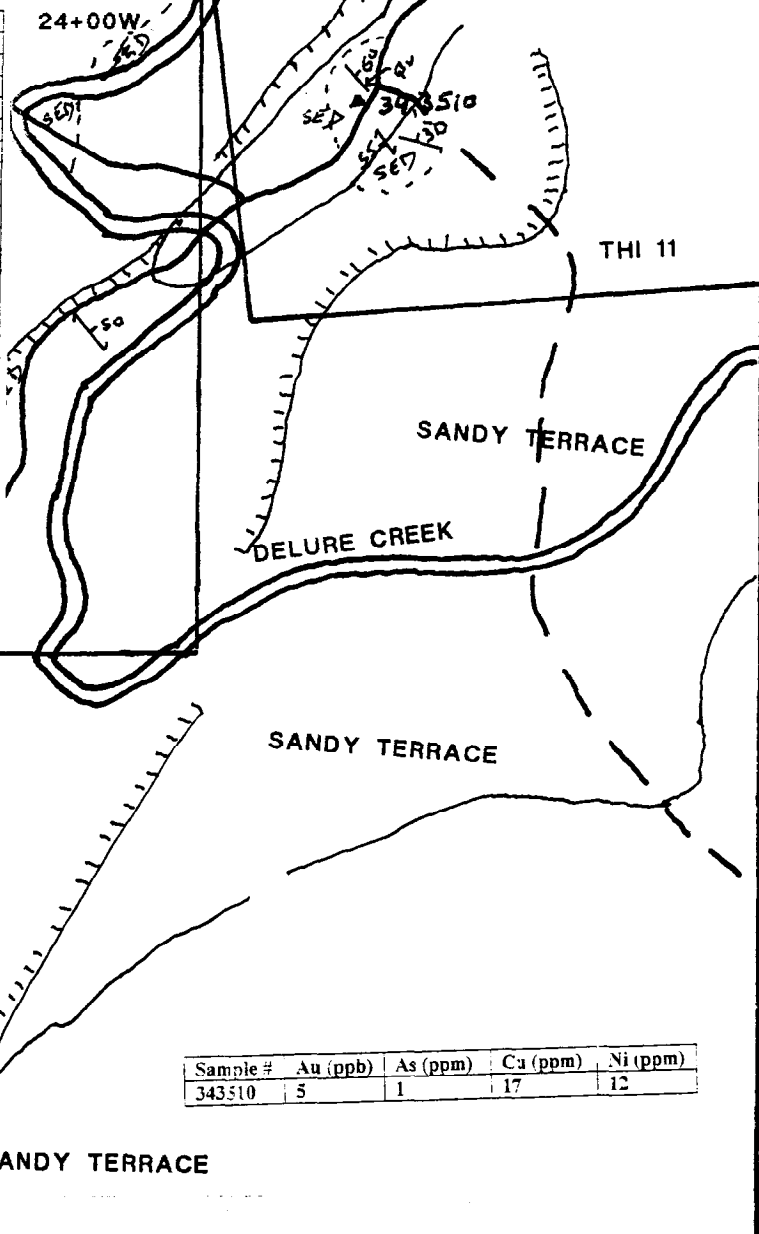 24+00W
SED
SED
SED
343510
SED
30
50
THI 11
SANDY TERRACE
DELURE CREEK
SANDY TERRACE
Sample # Au (ppb) As (ppm) Cu (ppm) Ni (ppm)
343510 5 1 17 12
ANDY TERRACE